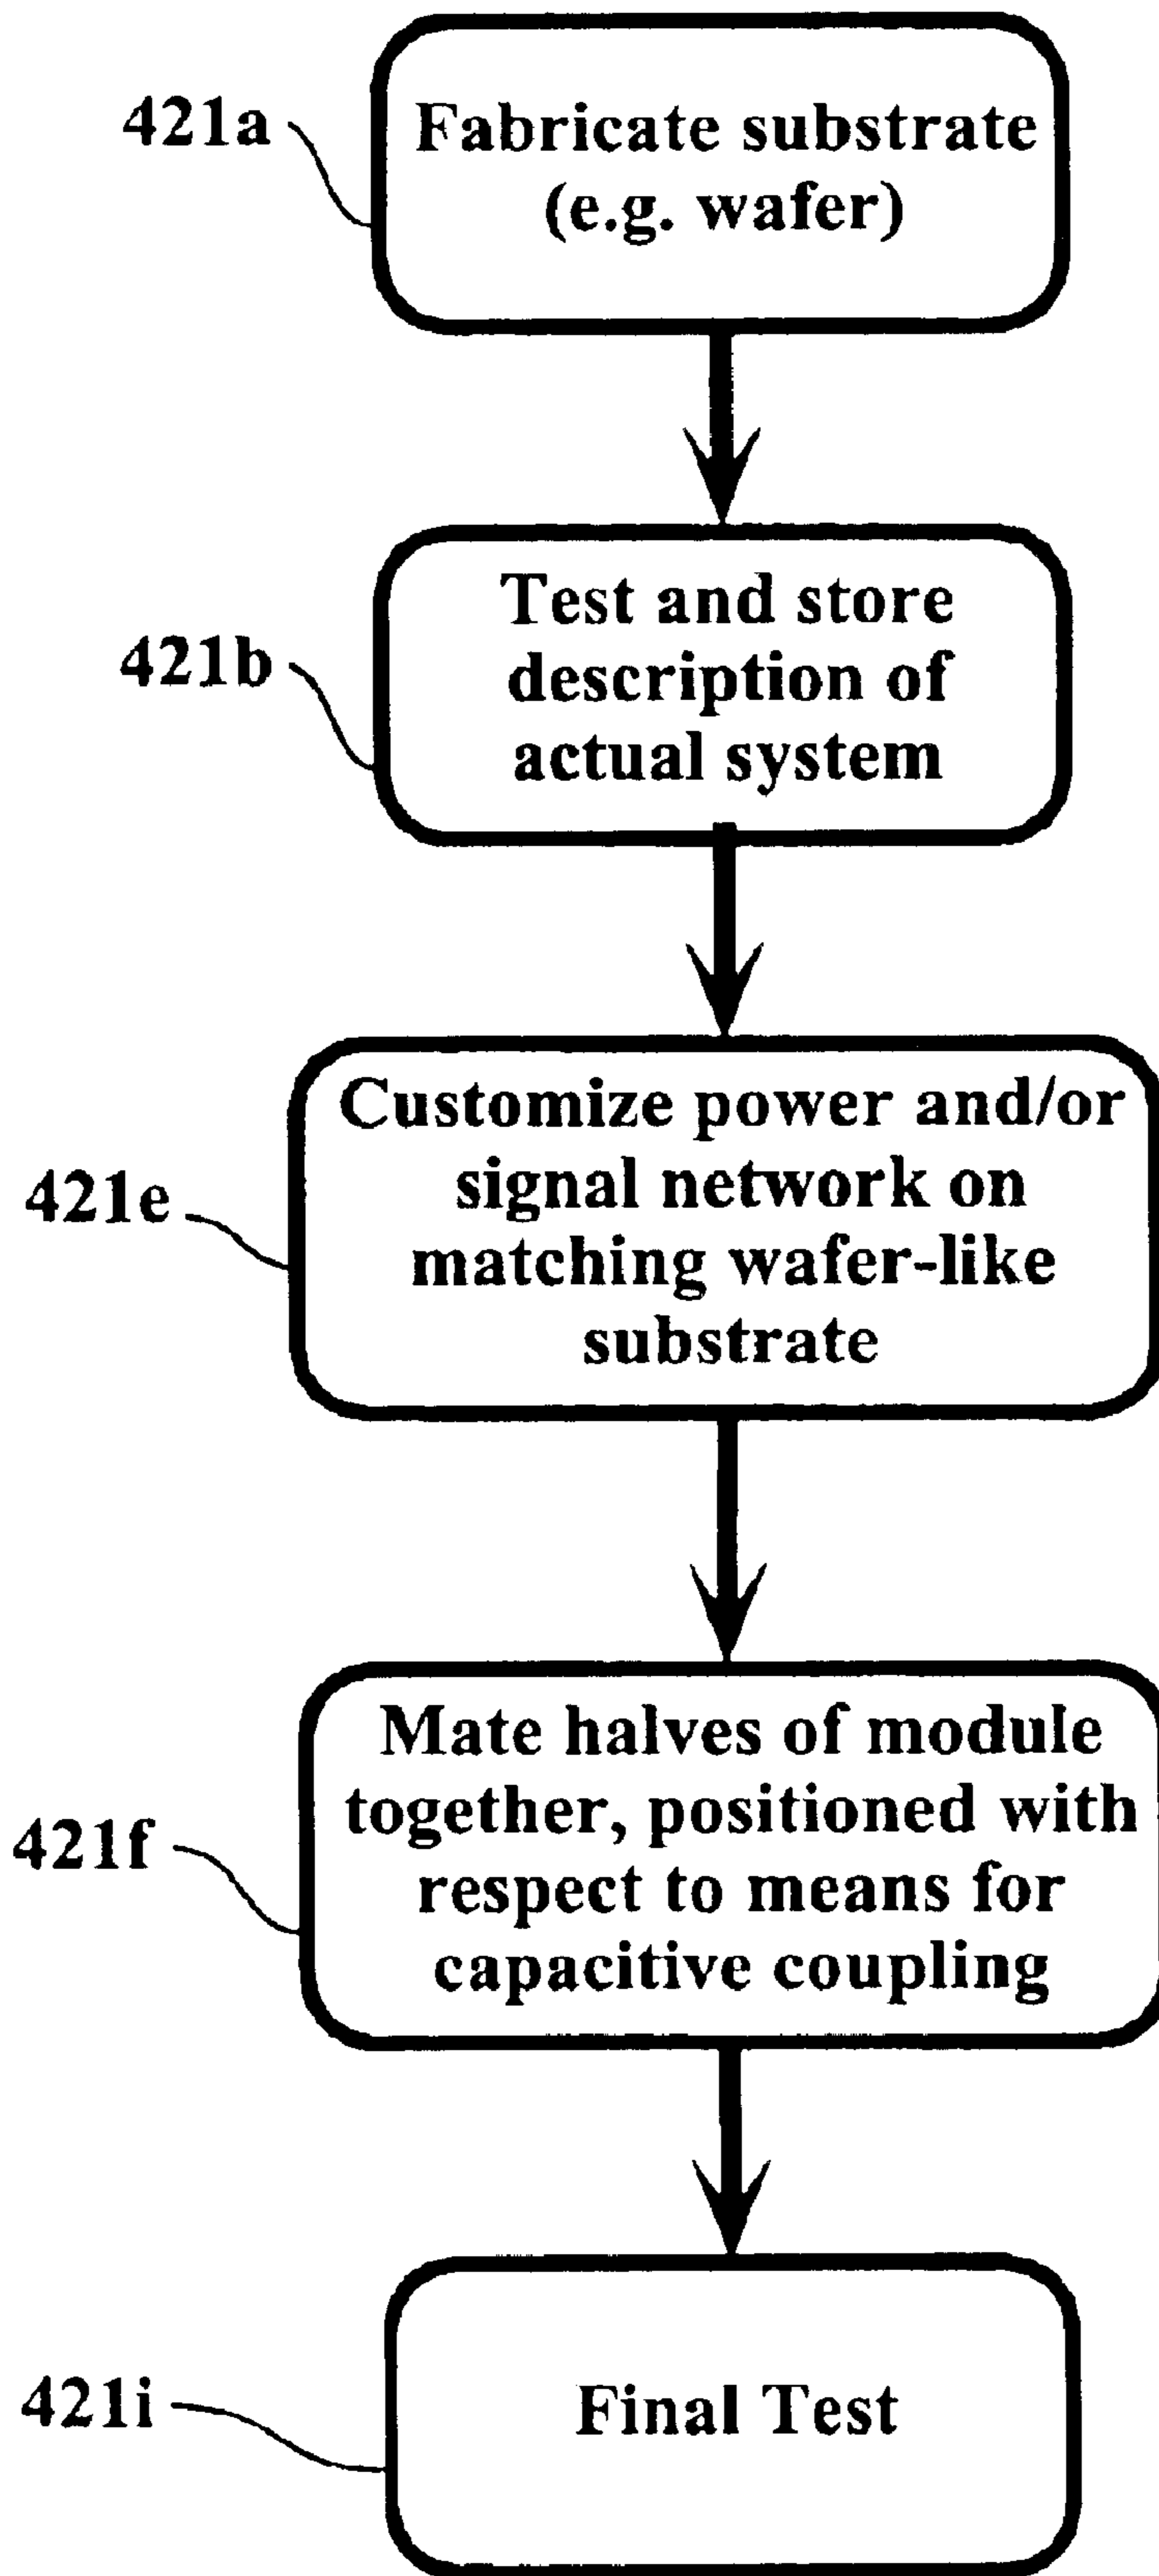 421a
Fabricate substrate
(e.g. wafer)
421b
Test and store
description of
actual system
421e
Customize power and/or
signal network on
matching wafer-like
substrate
421f
Mate halves of module
together, positioned with
respect to means for
capacitive coupling
421i
Final Test